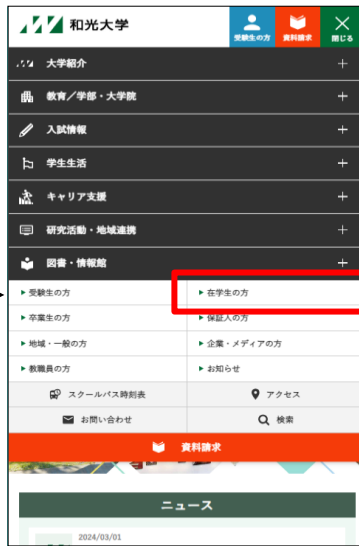 和光大学
受験生の方 資料請求 閉じる
大学紹介
教育／学部・大学院
入試情報
学生生活
キャリア支援
研究活動・地域連携
図書・情報館
受験生の方 在学生の方
卒業生の方 保証人の方
地域・一般の方 企業・メディアの方
教職員の方 お知らせ
スクールバス時刻表 アクセス
お問い合わせ 検索
資料請求
ニュース
2024/03/01